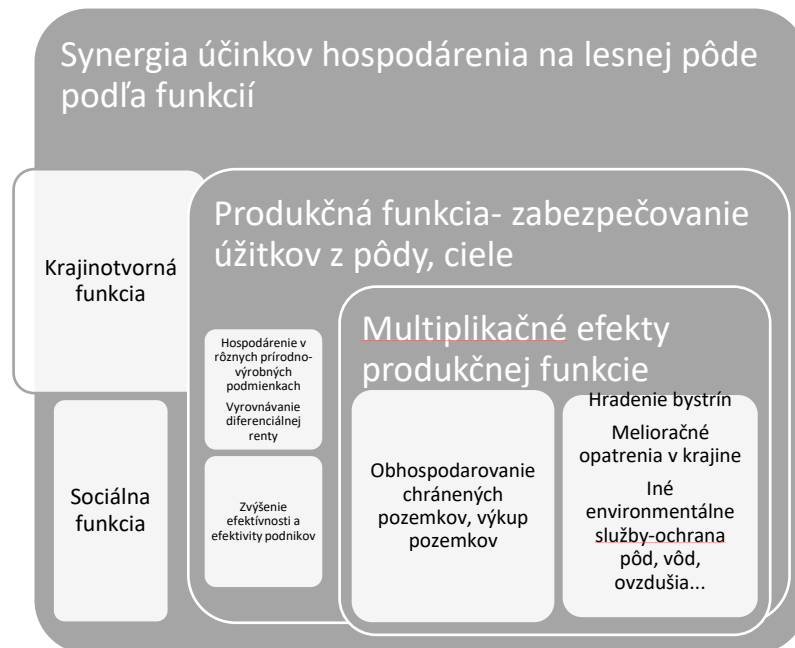 Synergia účinkov hospodárenia na lesnej pôde
podľa funkcií
Krajinotvorná
funkcia
Sociálna
funkcia
Produkčná funkcia- zabezpečovanie
úžitkov z pôdy, ciele
Hospodárenie v
rôznych prírodno-
výrobných
podmienkach
Vyrovnávanie
diferenciálnej
renty
Zvýšenie
efektívnosti a
efektivity podnikov
Multiplikačné efekty
produkčnej funkcie
Obhospodarovanie
chránených
pozemkov, výkup
pozemkov
Hradenie bystrín
Melioračné
opatrenia v krajine
Iné
environmentálne
služby-ochrana
pôd, vôd,
ovzdušia...